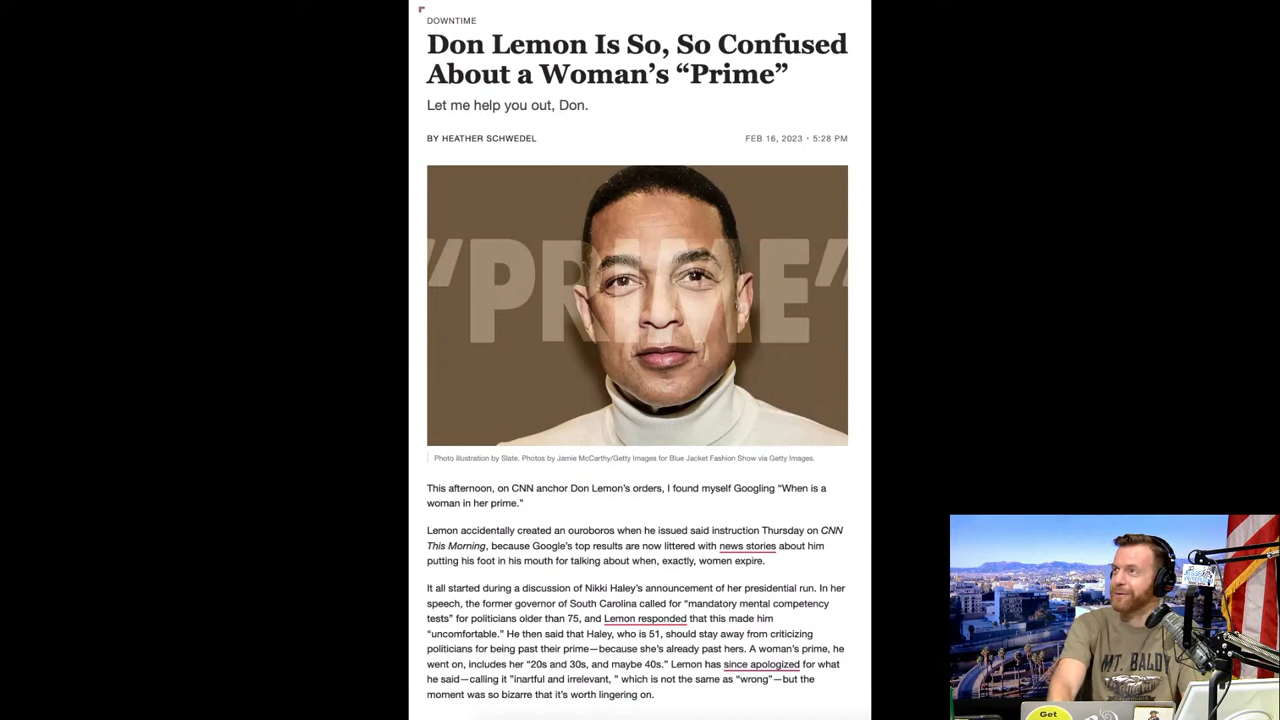 DOWNTIME
Don Lemon Is So, So Confused
About a Woman’s “Prime”
Let me help you out, Don.
BY HEATHER SCHWEDEL FEB 16, 2023 • 5:28 PM
“PRIME”
Photo illustration by Slate. Photos by Jamie McCarthy/Getty Images for Blue Jacket Fashion Show via Getty Images.
This afternoon, on CNN anchor Don Lemon’s orders, I found myself Googling “When is a
woman in her prime.”
Lemon accidentally created an ouroboros when he issued said instruction Thursday on CNN
This Morning, because Google’s top results are now littered with news stories about him
putting his foot in his mouth for talking about when, exactly, women expire.
It all started during a discussion of Nikki Haley’s announcement of her presidential run. In her
speech, the former governor of South Carolina called for “mandatory mental competency
tests” for politicians older than 75, and Lemon responded that this made him
“uncomfortable.” He then said that Haley, who is 51, should stay away from criticizing
politicians for being past their prime—because she’s already past hers. A woman’s prime, he
went on, includes her “20s and 30s, and maybe 40s.” Lemon has since apologized for what
he said—calling it ”inartful and irrelevant, ” which is not the same as “wrong”—but the
moment was so bizarre that it’s worth lingering on.
MT. BALDY
Get